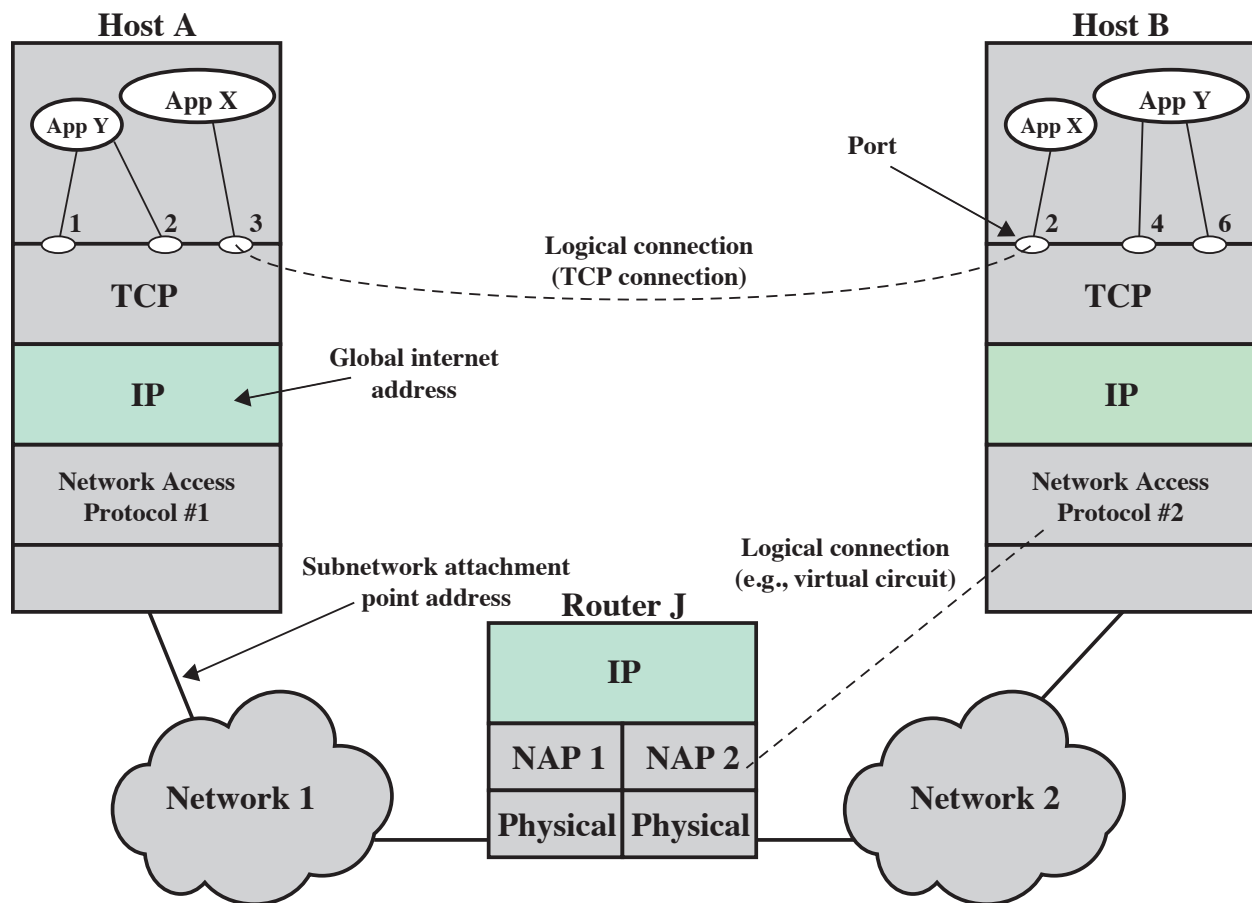 Host A
Host B
App X
App Y
App Y
App X
Port
1
2
3
2
4
6
Logical connection
(TCP connection)
TCP
TCP
Global internet
address
IP
IP
Network Access
Protocol #1
Network Access
Protocol #2
Logical connection
(e.g., virtual circuit)
Subnetwork attachment
point address
Router J
IP
NAP 1
NAP 2
Network 1
Network 2
Physical
Physical